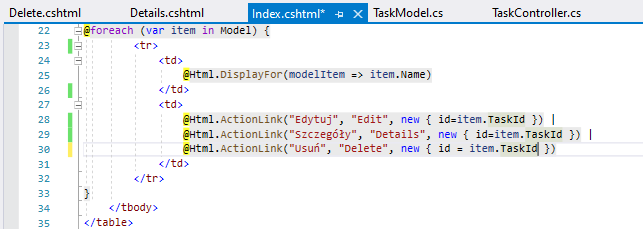 Delete.cshtml Details.cshtml Index.cshtml* TaskModel.cs TaskController.cs
22 @foreach (var item in Model) {
23 <tr>
24 <td>
25 @Html.DisplayFor(modelItem => item.Name)
26 </td>
27 <td>
28 @Html.ActionLink("Edytuj", "Edit", new { id=item.TaskId }) |
29 @Html.ActionLink("Szczegóły", "Details", new { id=item.TaskId }) |
30 @Html.ActionLink("Usuń", "Delete", new { id = item.TaskId })
31 </td>
32 </tr>
33 }
34 </tbody>
35 </table>